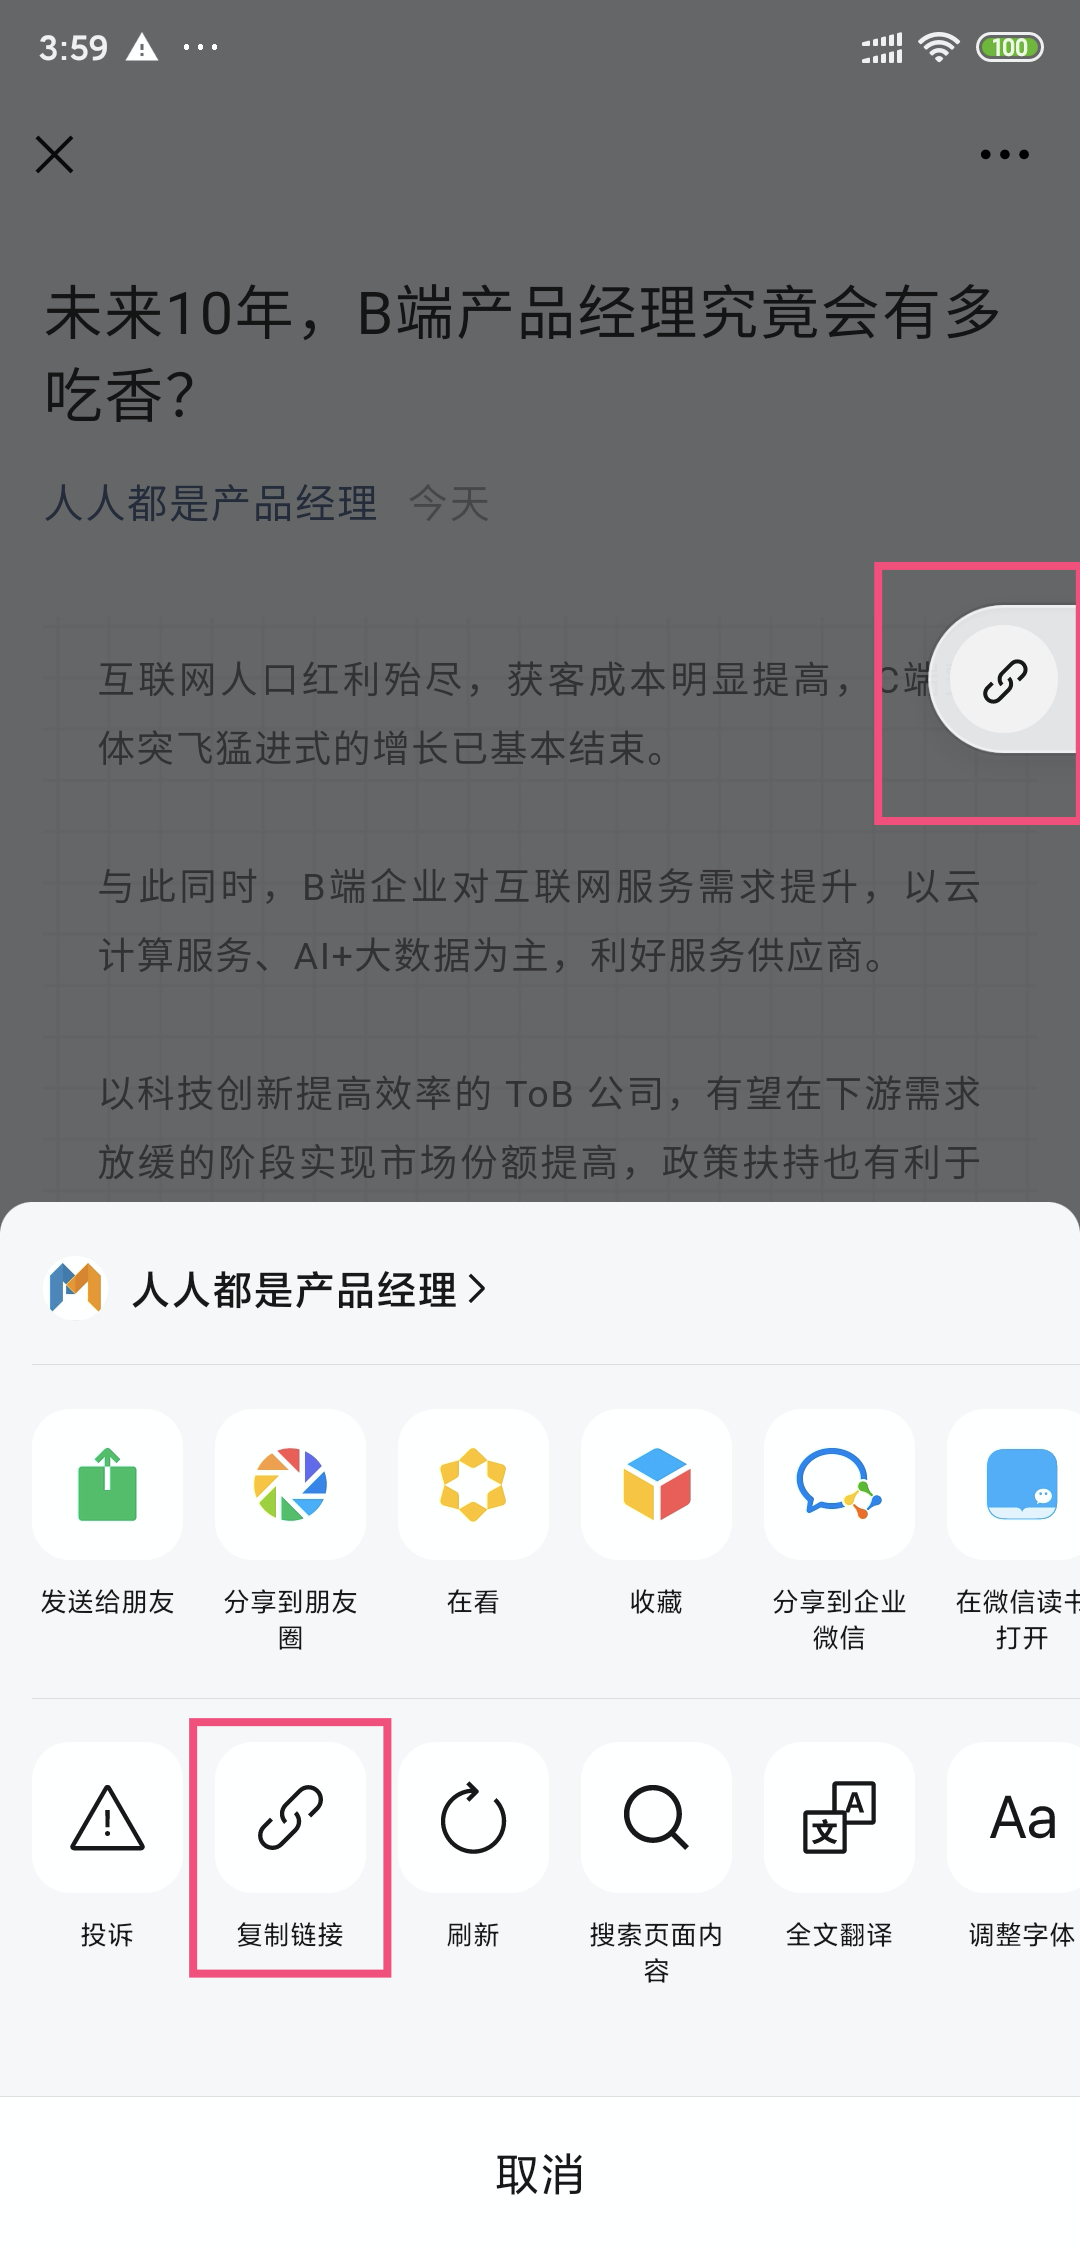 3:59
100
未来10年，B端产品经理究竟会有多
吃香？
人人都是产品经理 今天
互联网人口红利殆尽，获客成本明显提高，C端
体突飞猛进式的增长已基本结束。
与此同时，B端企业对互联网服务需求提升，以云
计算服务、AI+大数据为主，利好服务供应商。
以科技创新提高效率的 ToB 公司，有望在下游需求
放缓的阶段实现市场份额提高，政策扶持也有利于
人人都是产品经理
发送给朋友
分享到朋友
圈
在看
收藏
分享到企业
微信
在微信读书
打开
投诉
复制链接
刷新
搜索页面内
容
A
文
全文翻译
Aa
调整字体
取消